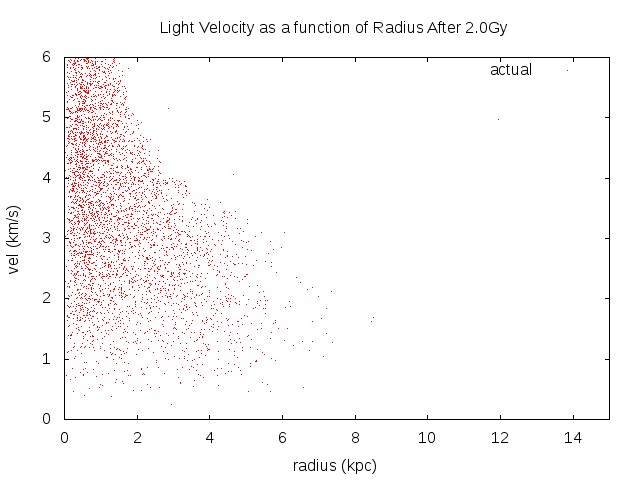 Light Velocity as a function of Radius After 2.0Gy
6
actual
5
4
3
2
1
0
vel (km/s)
0 2 4 6 8 10 12 14
radius (kpc)